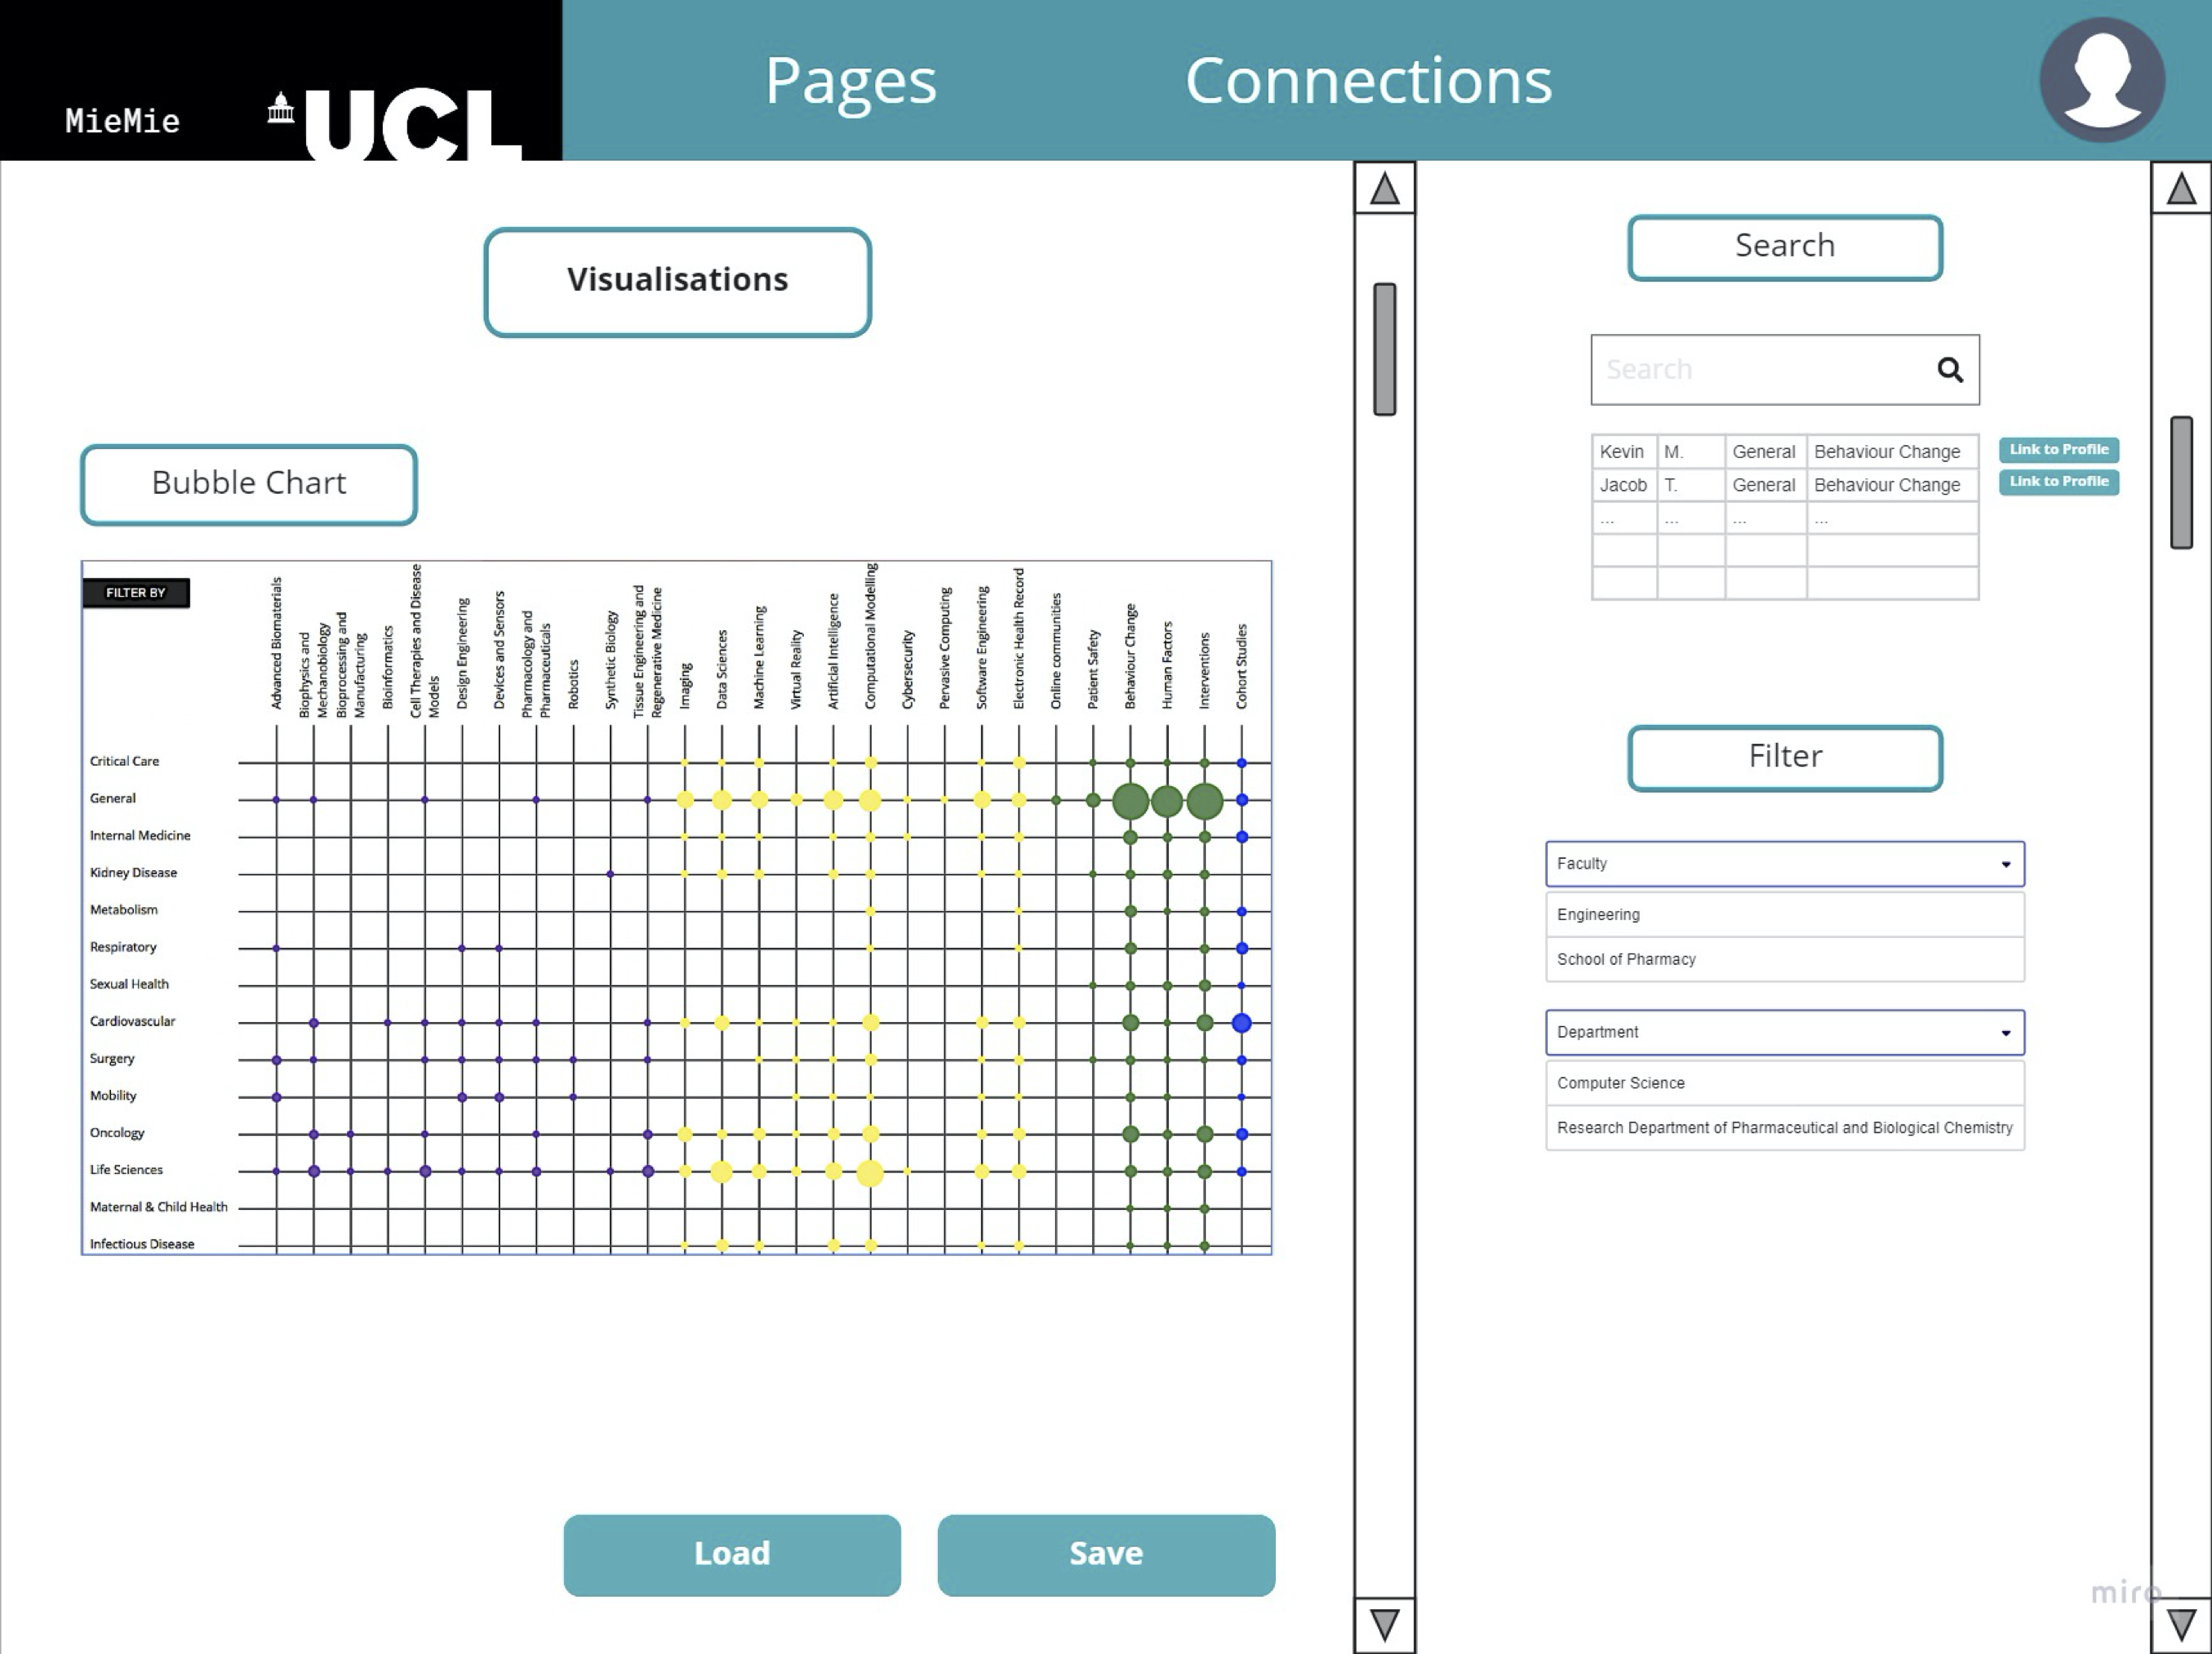 MieMie
UCL
Pages
Connections
Visualisations
Bubble Chart
FILTER BY
Advanced Biomaterials
Biophysics and
Mechanobiology
Bioprocessing and
Manufacturing
Bioinformatics
Cell Therapies and Disease
Models
Design Engineering
Devices and Sensors
Pharmacology and
Pharmaceuticals
Robotics
Synthetic Biology
Tissue Engineering and
Regenerative Medicine
Imaging
Data Sciences
Machine Learning
Virtual Reality
Artificial Intelligence
Computational Modelling
Cybersecurity
Pervasive Computing
Software Engineering
Electronic Health Record
Online communities
Patient Safety
Behaviour Change
Human Factors
Interventions
Cohort Studies
Critical Care
General
Internal Medicine
Kidney Disease
Metabolism
Respiratory
Sexual Health
Cardiovascular
Surgery
Mobility
Oncology
Life Sciences
Maternal & Child Health
Infectious Disease
Load
Save
Search
Search
Kevin M. General Behaviour Change Link to Profile
Jacob T. General Behaviour Change Link to Profile
... ... ... ...
Filter
Faculty
Engineering
School of Pharmacy
Department
Computer Science
Research Department of Pharmaceutical and Biological Chemistry
miro